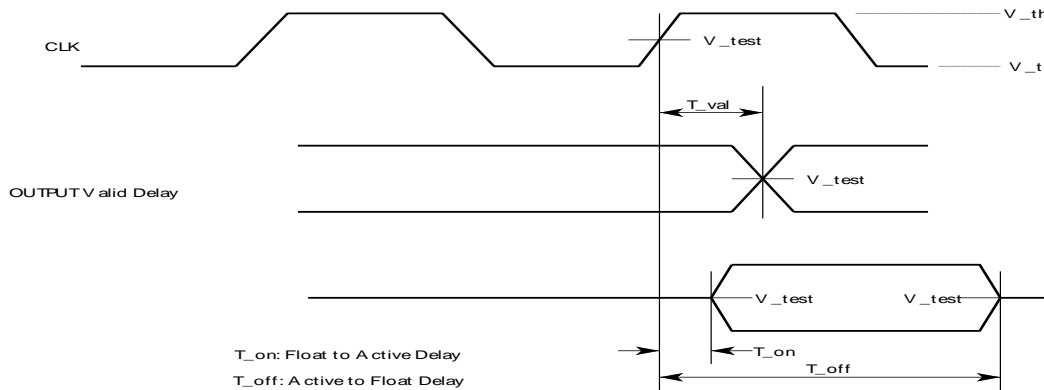 V_th
CLK
V_test
V_t
T_val
OUTPUT Valid Delay
V_test
V_test
V_test
T_on: Float to Active Delay
T_on
T_off
T_off: Active to Float Delay